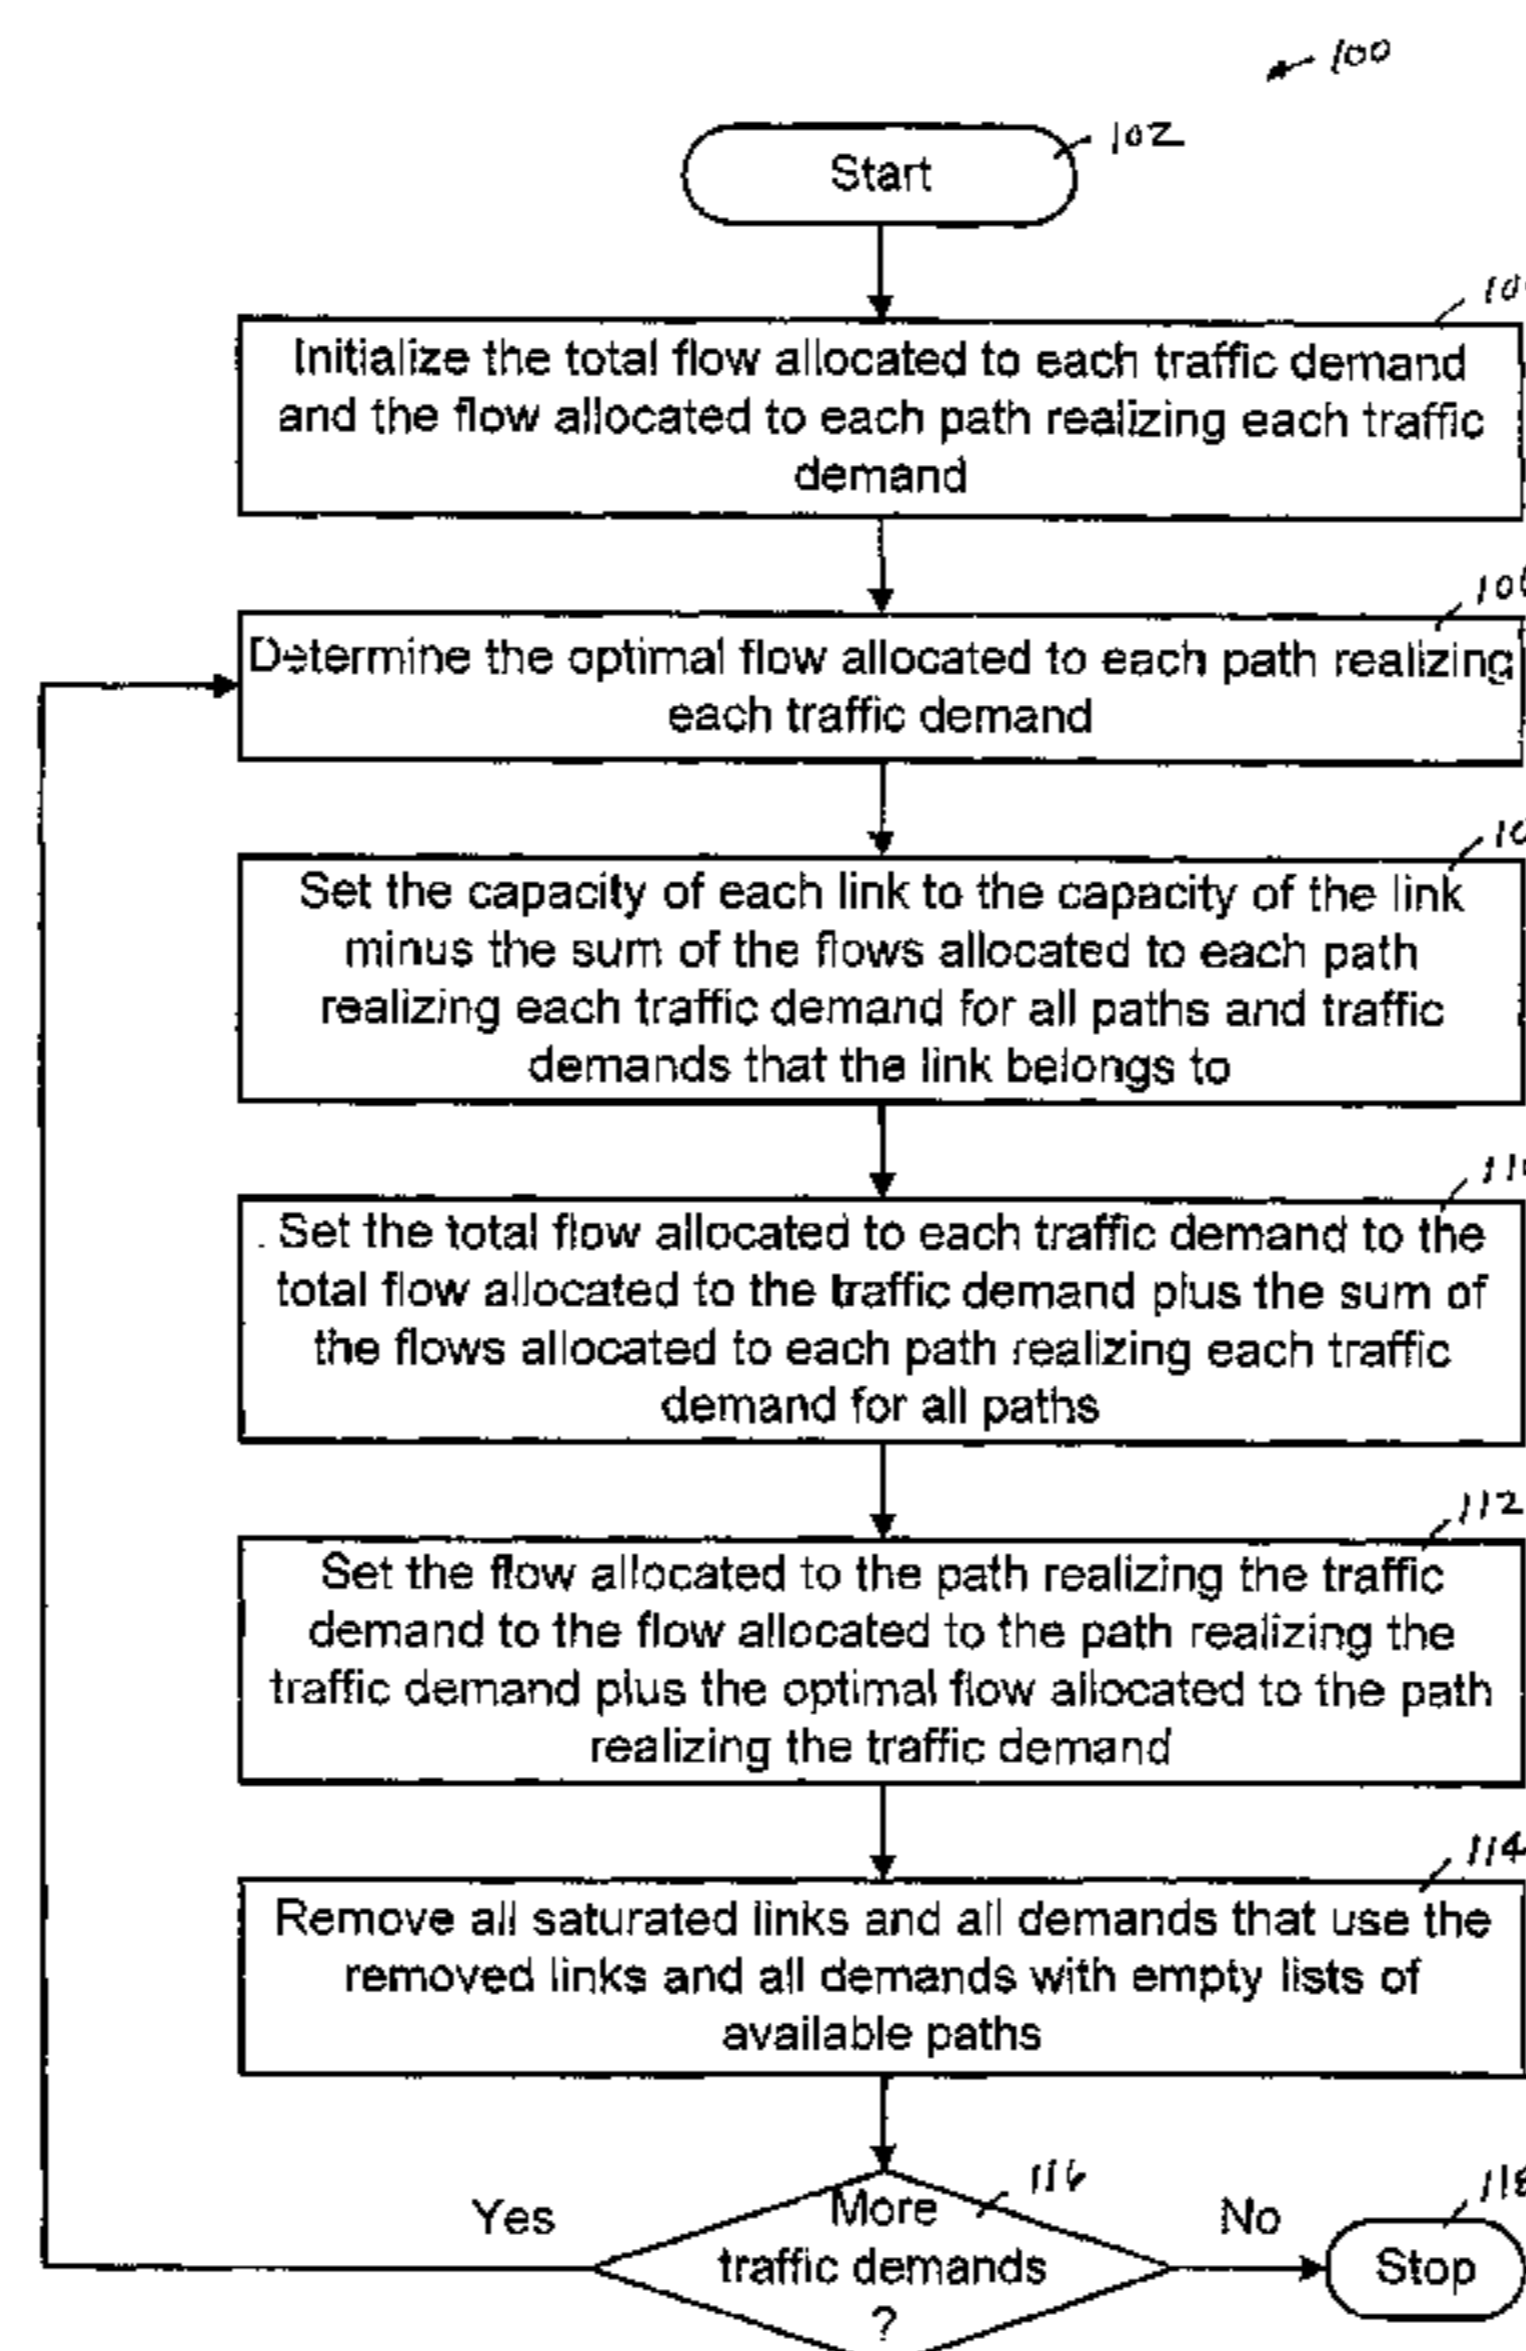 100
102
Start
Initialize the total flow allocated to each traffic demand
and the flow allocated to each path realizing each traffic
demand
Determine the optimal flow allocated to each path realizing
each traffic demand
Set the capacity of each link to the capacity of the link
minus the sum of the flows allocated to each path
realizing each traffic demand for all paths and traffic
demands that the link belongs to
Set the total flow allocated to each traffic demand to the
total flow allocated to the traffic demand plus the sum of
the flows allocated to each path realizing each traffic
demand for all paths
112
Set the flow allocated to the path realizing the traffic
demand to the flow allocated to the path realizing the
traffic demand plus the optimal flow allocated to the path
realizing the traffic demand
114
Remove all saturated links and all demands that use the
removed links and all demands with empty lists of
available paths
116
118
Yes
More
No
traffic demands
Stop
?